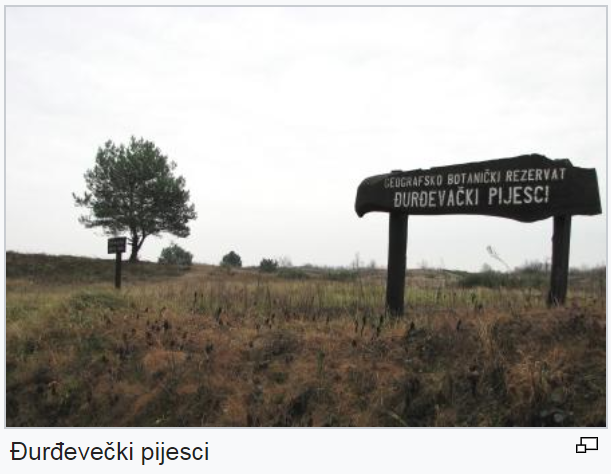 GEOGRAFSKO BOTANIČKI REZERVAT
ĐURĐEVAČKI PIJESCI
Đurđevečki pijesci